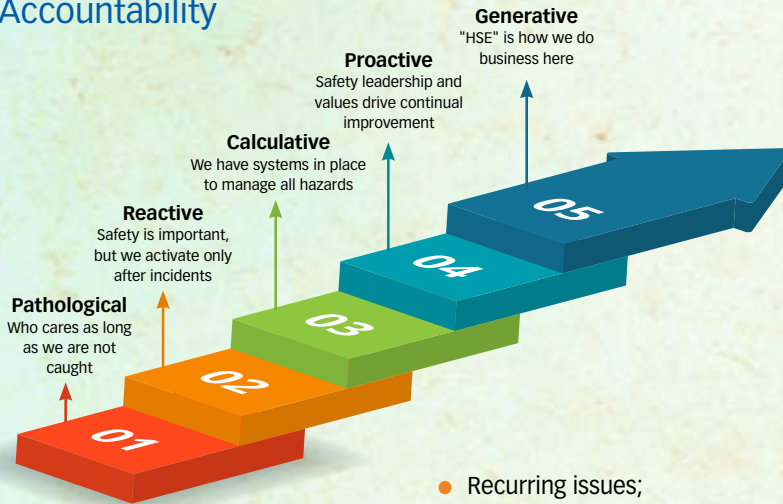 Accountability
Generative
"HSE" is how we do
business here
Proactive
Safety leadership and
values drive continual
improvement
Calculative
We have systems in place
to manage all hazards
Reactive
Safety is important,
but we activate only
after incidents
Pathological
Who cares as long
as we are not
caught
05
04
03
02
01
• Recurring issues;